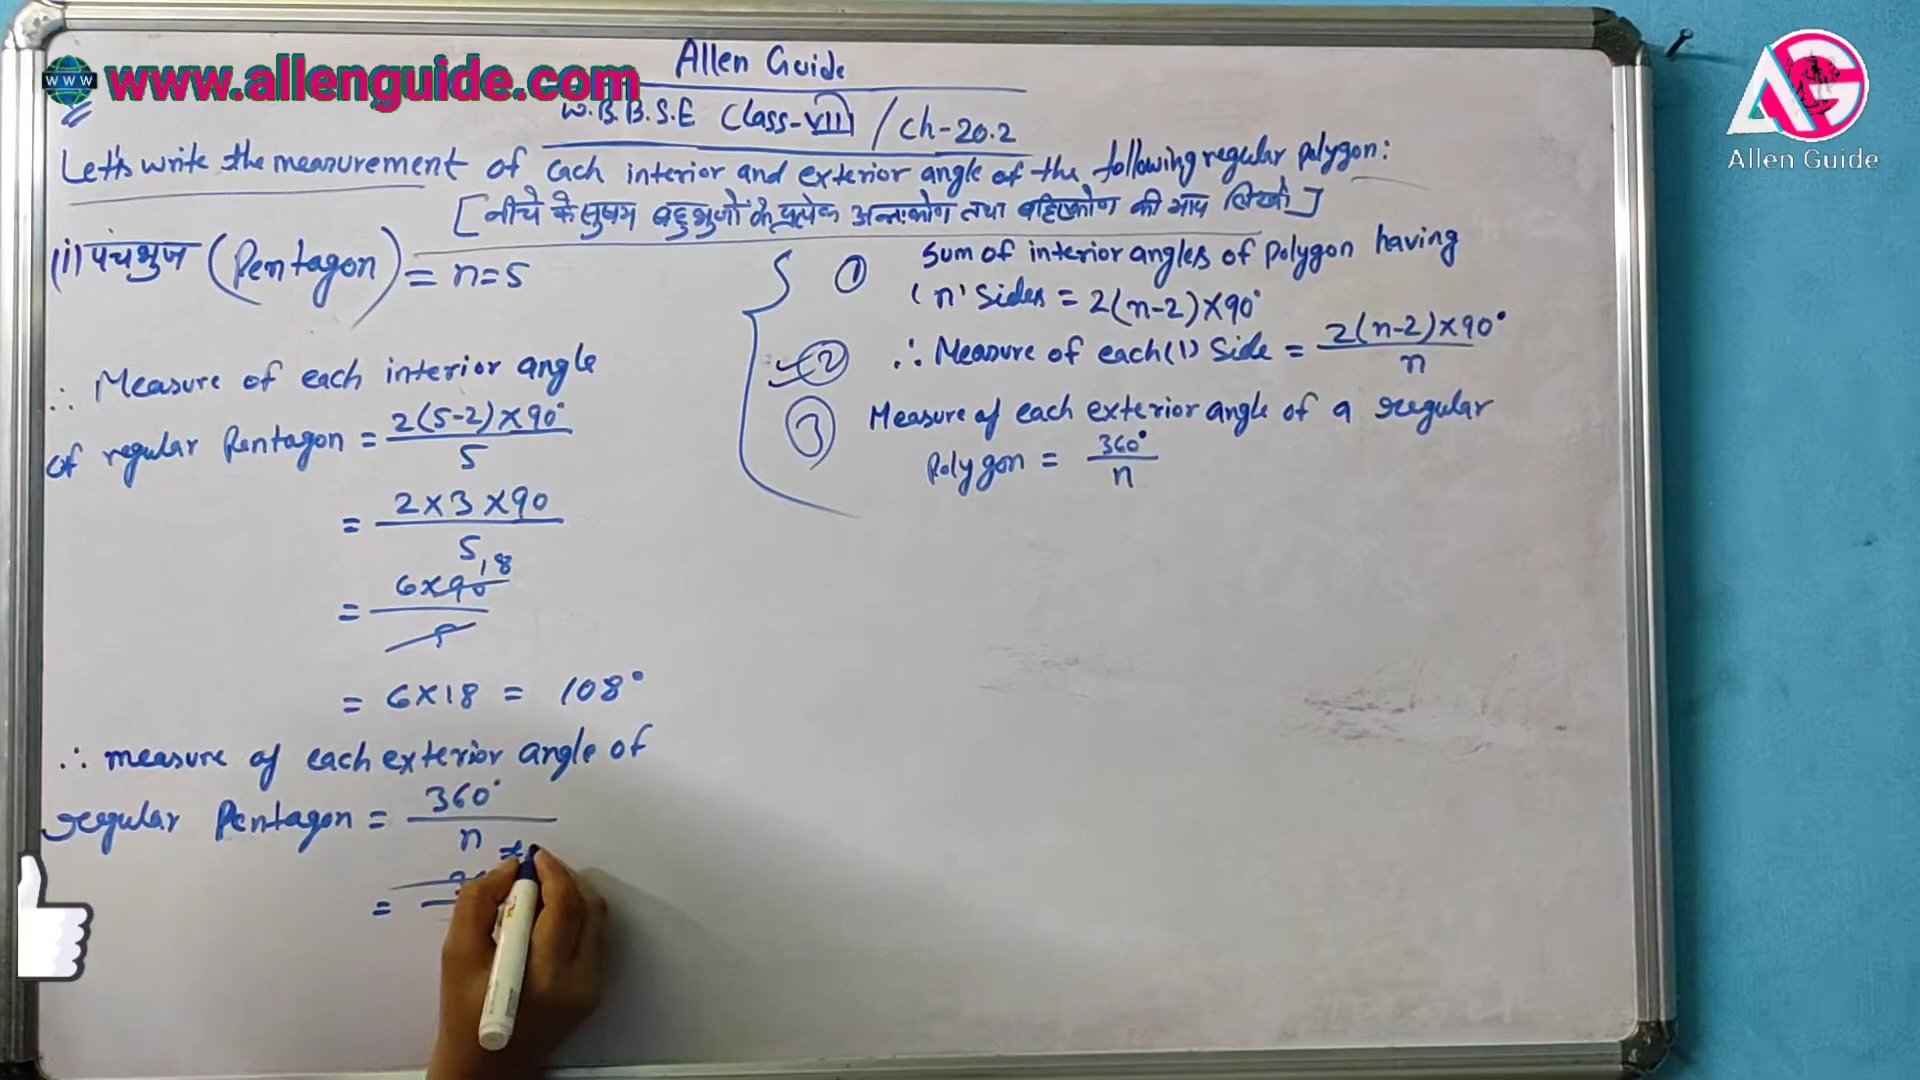 www.allenguide.com
Allen Guide
W.B.B.S.E Class-VIII / Ch-20.2
Let's write the measurement of each interior and exterior angle of the following regular polygon:
[नीचे के सुषम बहुभुजों के प्रत्येक अन्तःकोण तथा बहिष्कोण की माप लिखो]
(i) पंचभुज (Pentagon) = n=5
∴ Measure of each interior angle
of regular Pentagon = 2(5-2)×90°
5
= 2×3×90
5
= 6×90 18
5
= 6×18 = 108°
∴ measure of each exterior angle of
regular Pentagon = 360°
n
=
① Sum of interior angles of polygon having
'n' sides = 2(n-2)×90°
② ∴ Measure of each(1) Side = 2(n-2)×90°
n
③ Measure of each exterior angle of a regular
Polygon = 360°
n
AG
Allen Guide